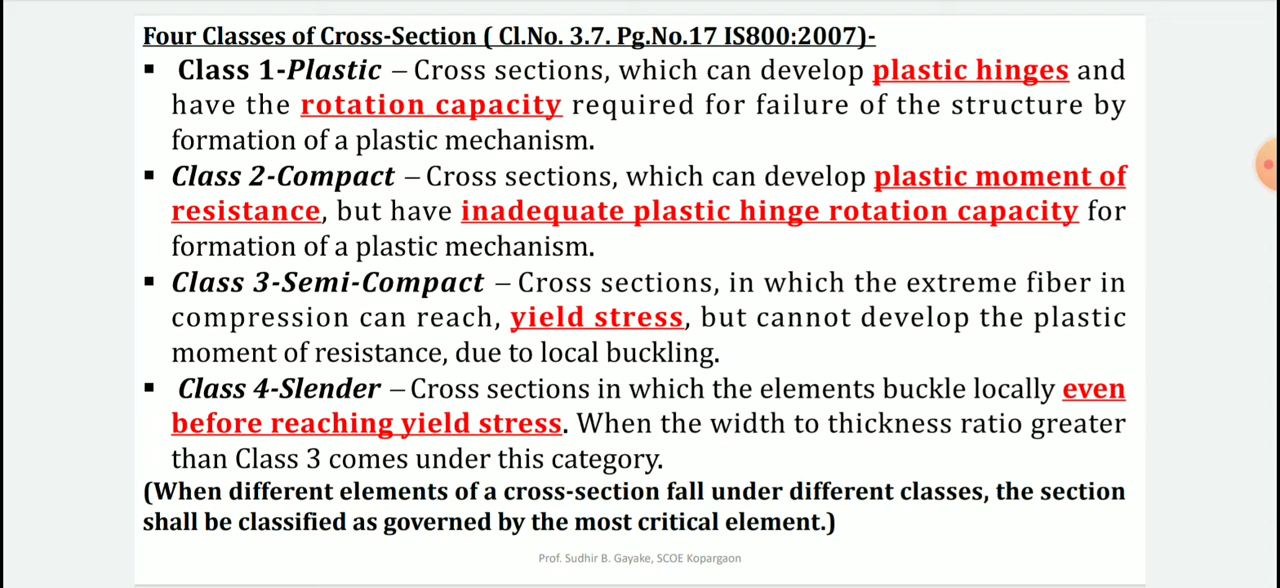 Four Classes of Cross-Section ( Cl.No. 3.7. Pg.No.17 IS800:2007)-
▪ Class 1-Plastic – Cross sections, which can develop plastic hinges and
have the rotation capacity required for failure of the structure by
formation of a plastic mechanism.
▪ Class 2-Compact – Cross sections, which can develop plastic moment of
resistance, but have inadequate plastic hinge rotation capacity for
formation of a plastic mechanism.
▪ Class 3-Semi-Compact – Cross sections, in which the extreme fiber in
compression can reach, yield stress, but cannot develop the plastic
moment of resistance, due to local buckling.
▪ Class 4-Slender – Cross sections in which the elements buckle locally even
before reaching yield stress. When the width to thickness ratio greater
than Class 3 comes under this category.
(When different elements of a cross-section fall under different classes, the section
shall be classified as governed by the most critical element.)
Prof. Sudhir B. Gayake, SCOE Kopargaon